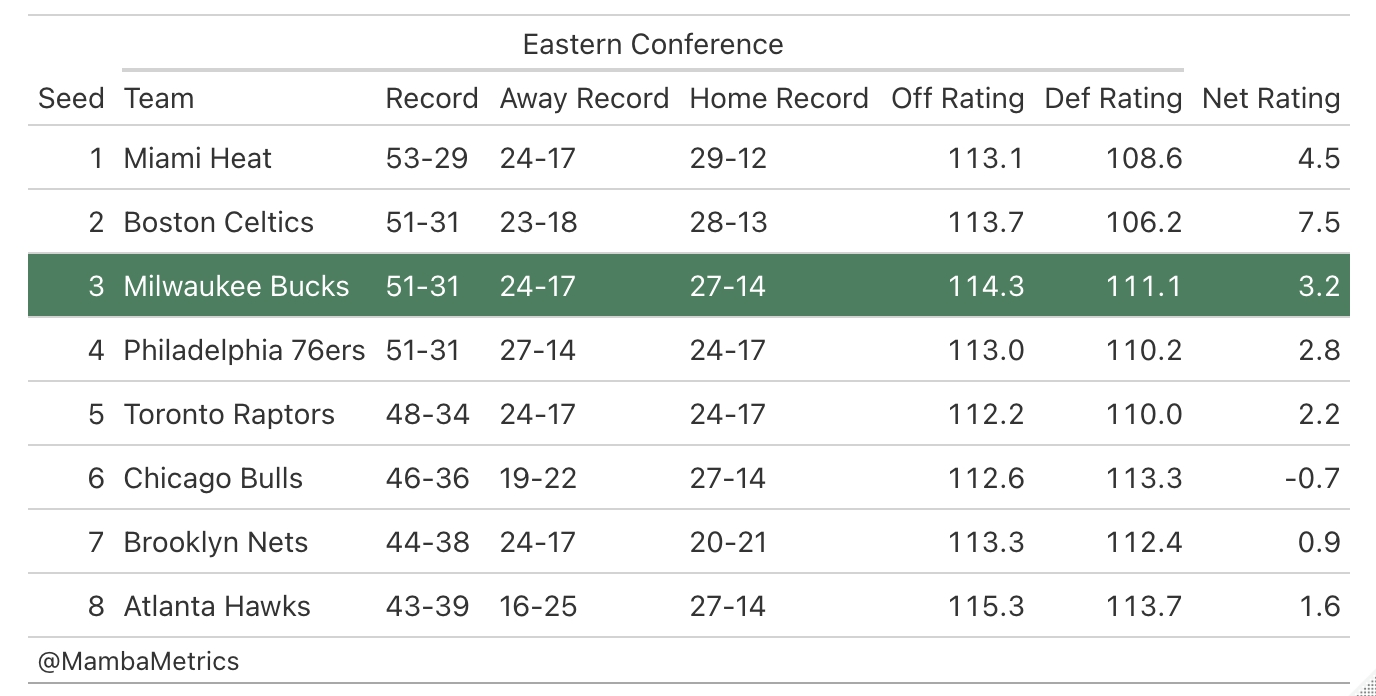 Eastern Conference
Seed Team Record Away Record Home Record Off Rating Def Rating Net Rating
1 Miami Heat 53-29 24-17 29-12 113.1 108.6 4.5
2 Boston Celtics 51-31 23-18 28-13 113.7 106.2 7.5
3 Milwaukee Bucks 51-31 24-17 27-14 114.3 111.1 3.2
4 Philadelphia 76ers 51-31 27-14 24-17 113.0 110.2 2.8
5 Toronto Raptors 48-34 24-17 24-17 112.2 110.0 2.2
6 Chicago Bulls 46-36 19-22 27-14 112.6 113.3 -0.7
7 Brooklyn Nets 44-38 24-17 20-21 113.3 112.4 0.9
8 Atlanta Hawks 43-39 16-25 27-14 115.3 113.7 1.6
@MambaMetrics